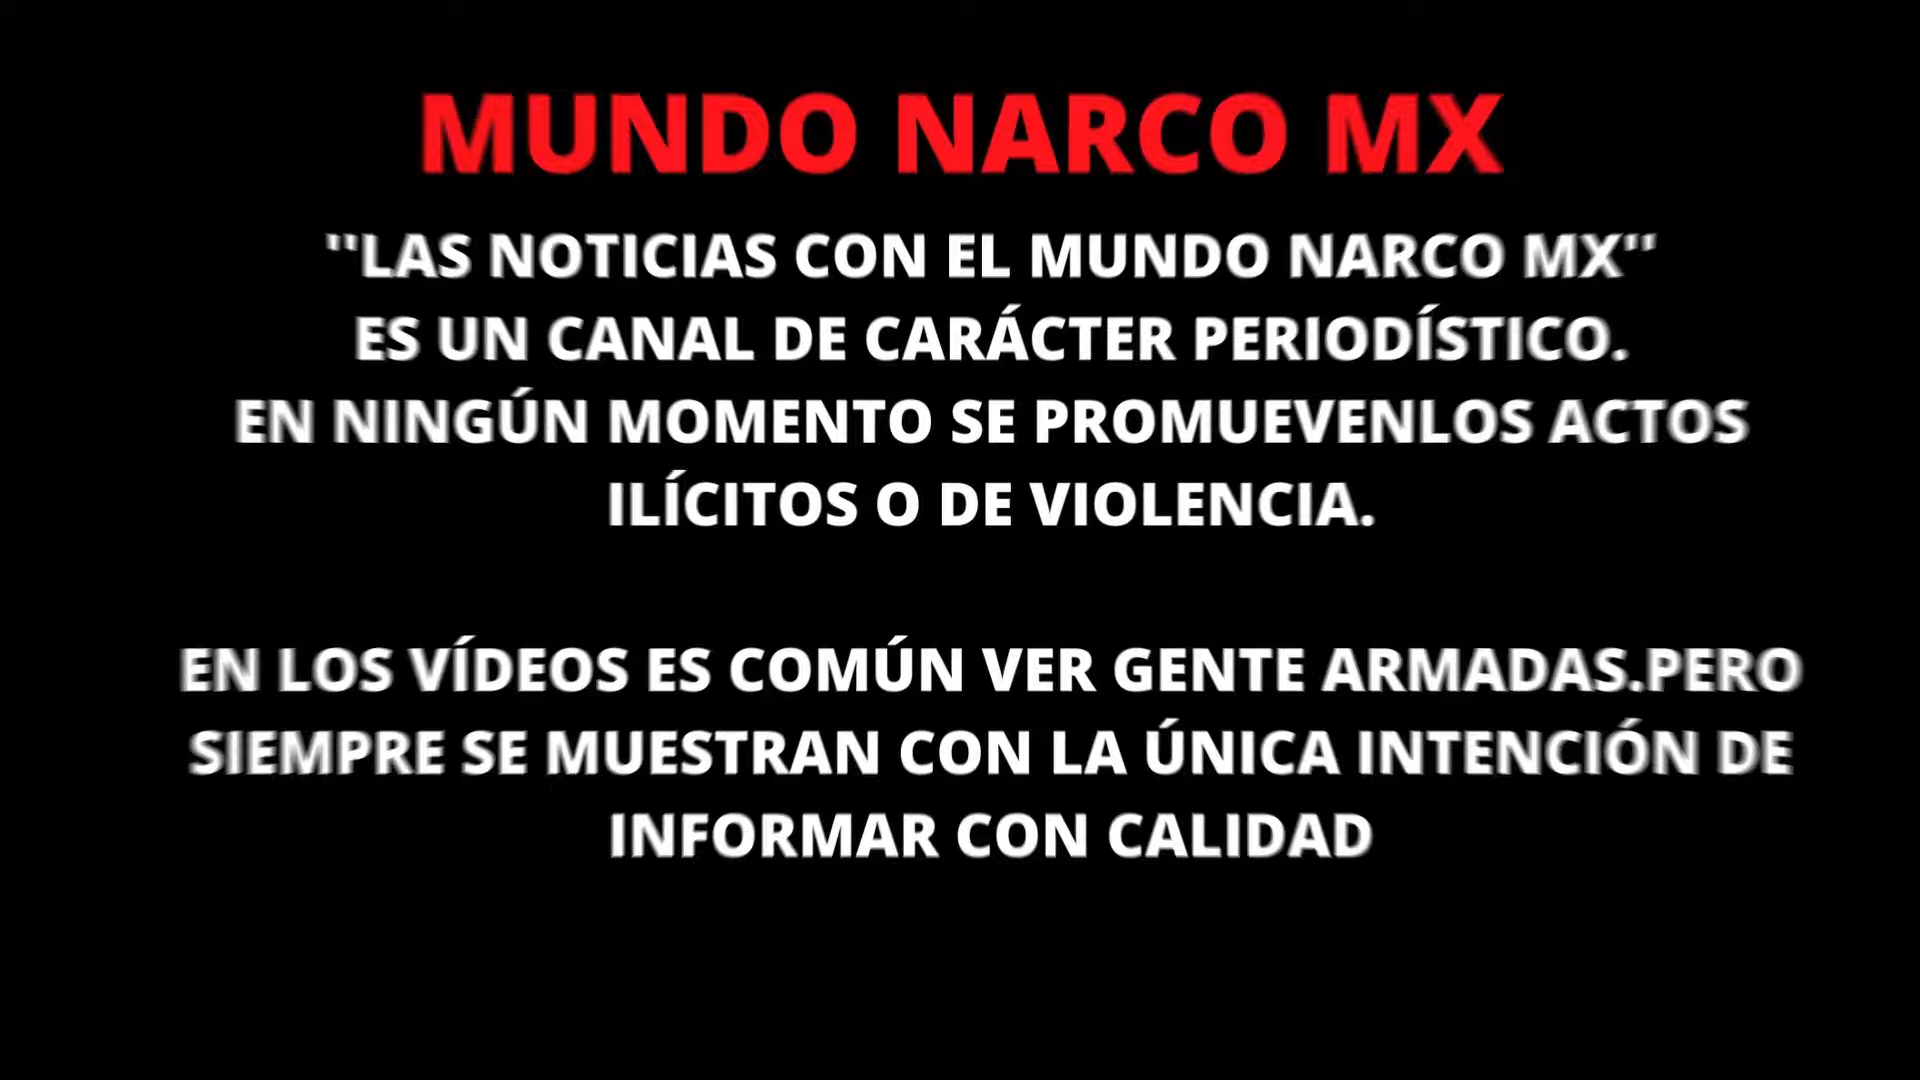 MUNDO NARCO MX
"LAS NOTICIAS CON EL MUNDO NARCO MX"
ES UN CANAL DE CARÁCTER PERIODÍSTICO.
EN NINGÚN MOMENTO SE PROMUEVENLOS ACTOS
ILÍCITOS O DE VIOLENCIA.
EN LOS VÍDEOS ES COMÚN VER GENTE ARMADAS.PERO
SIEMPRE SE MUESTRAN CON LA ÚNICA INTENCIÓN DE
INFORMAR CON CALIDAD